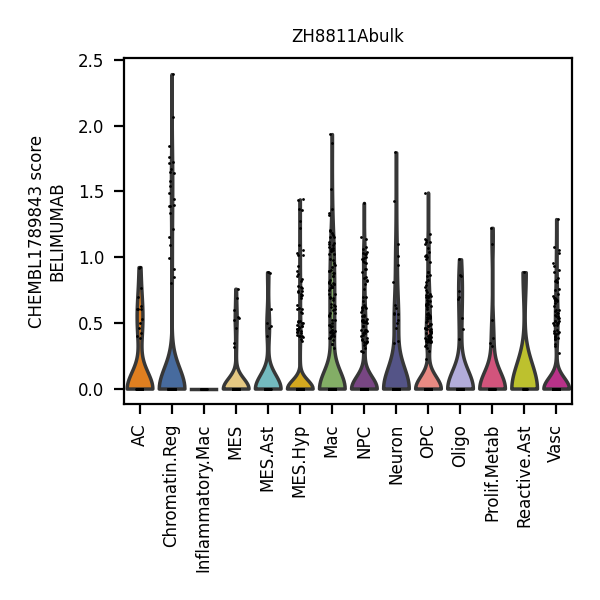 ZH8811Abulk
CHEMBL1789843 score
BELIMUMAB
2.5
2.0
1.5
1.0
0.5
0.0
AC
Chromatin.Reg
Inflammatory.Mac
MES
MES.Ast
MES.Hyp
Mac
NPC
Neuron
OPC
Oligo
Prolif.Metab
Reactive.Ast
Vasc